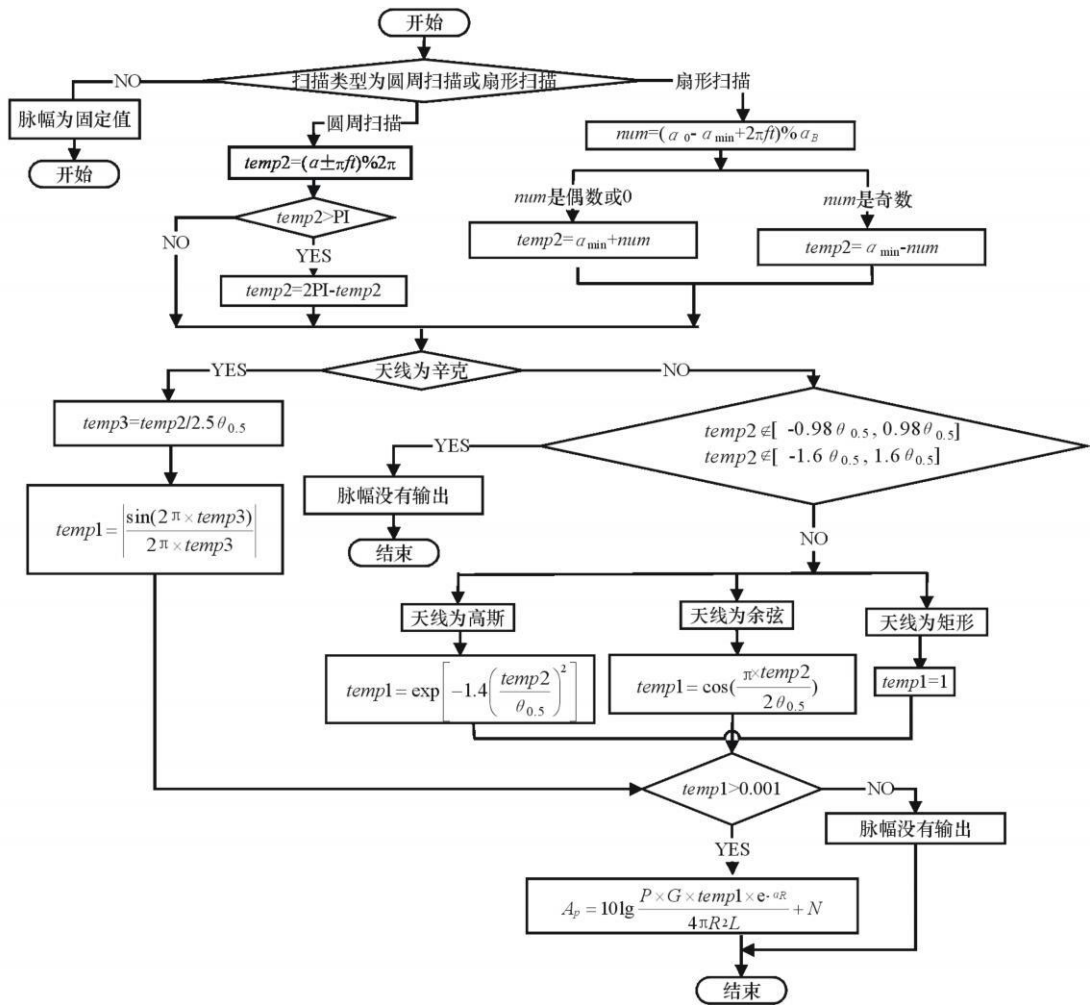 开始
扫描类型为圆周扫描或扇形扫描
NO
扇形扫描
脉幅为固定值
开始
圆周扫描
temp2=(α±πft)%2π
num=(α0-αmin+2πft)%αB
temp2>PI
NO
YES
temp2=2PI-temp2
num是偶数或0
num是奇数
temp2=αmin+num
temp2=αmin-num
天线为辛克
YES
NO
temp3=temp2/2.5θ0.5
temp1=|sin(2π×temp3)/2π×temp3|
temp2∉[ -0.98θ0.5, 0.98θ0.5]
temp2∉[ -1.6θ0.5, 1.6θ0.5]
YES
脉幅没有输出
结束
NO
天线为高斯
天线为余弦
天线为矩形
temp1=exp[-1.4(temp2/θ0.5)²]
temp1=cos(π×temp2/2θ0.5)
temp1=1
temp1>0.001
NO
脉幅没有输出
YES
Ap=10lg P×G×temp1×e-αR/4πR2L+N
结束